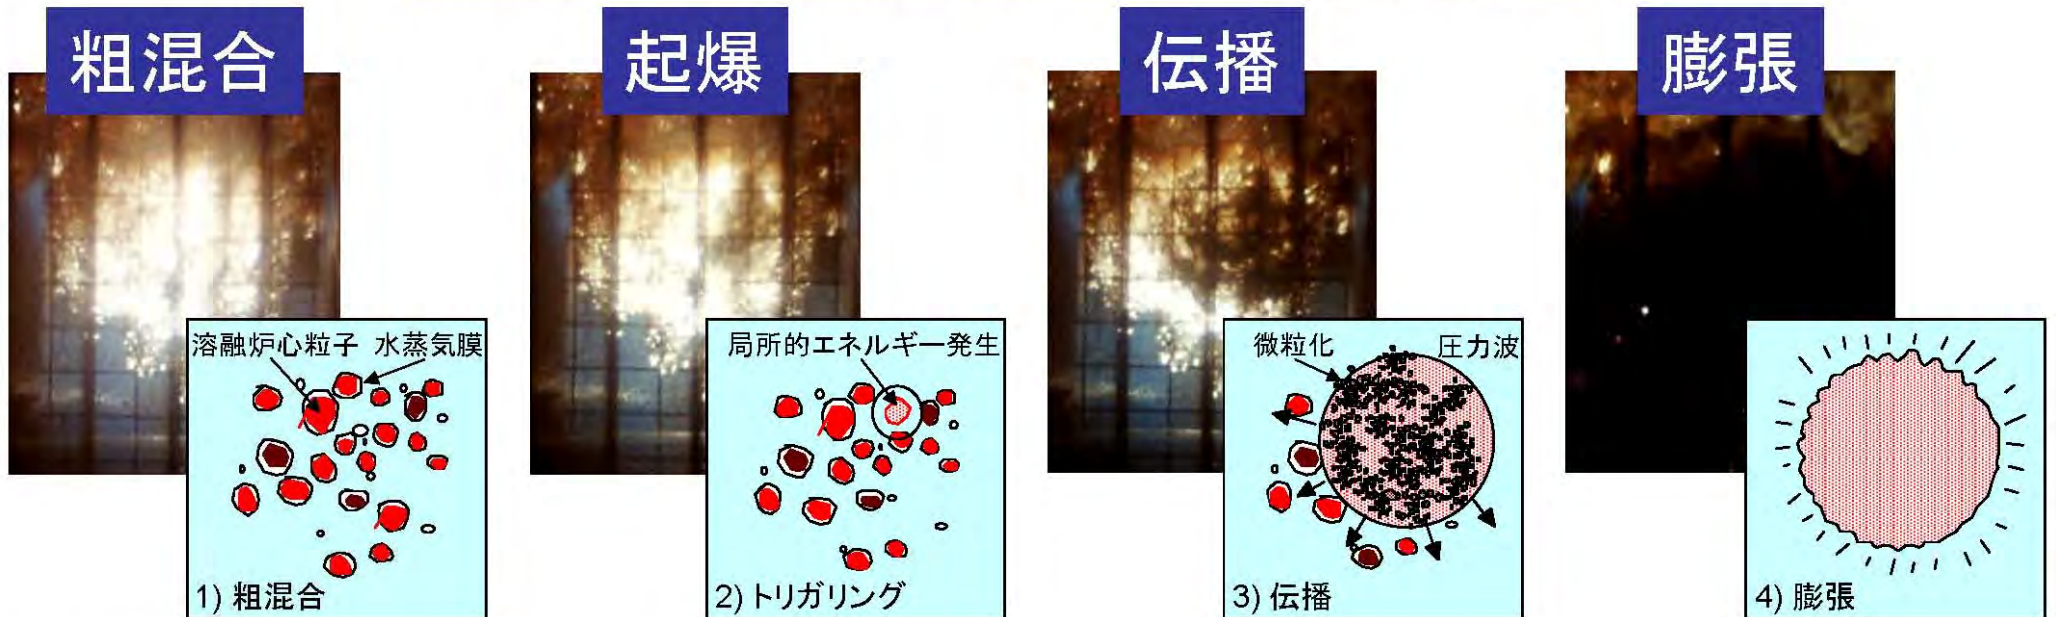 粗混合
起爆
伝播
膨張
溶融炉心粒子 水蒸気膜
1) 粗混合
局所的エネルギー発生
2) トリガリング
微粒化 圧力波
3) 伝播
4) 膨張